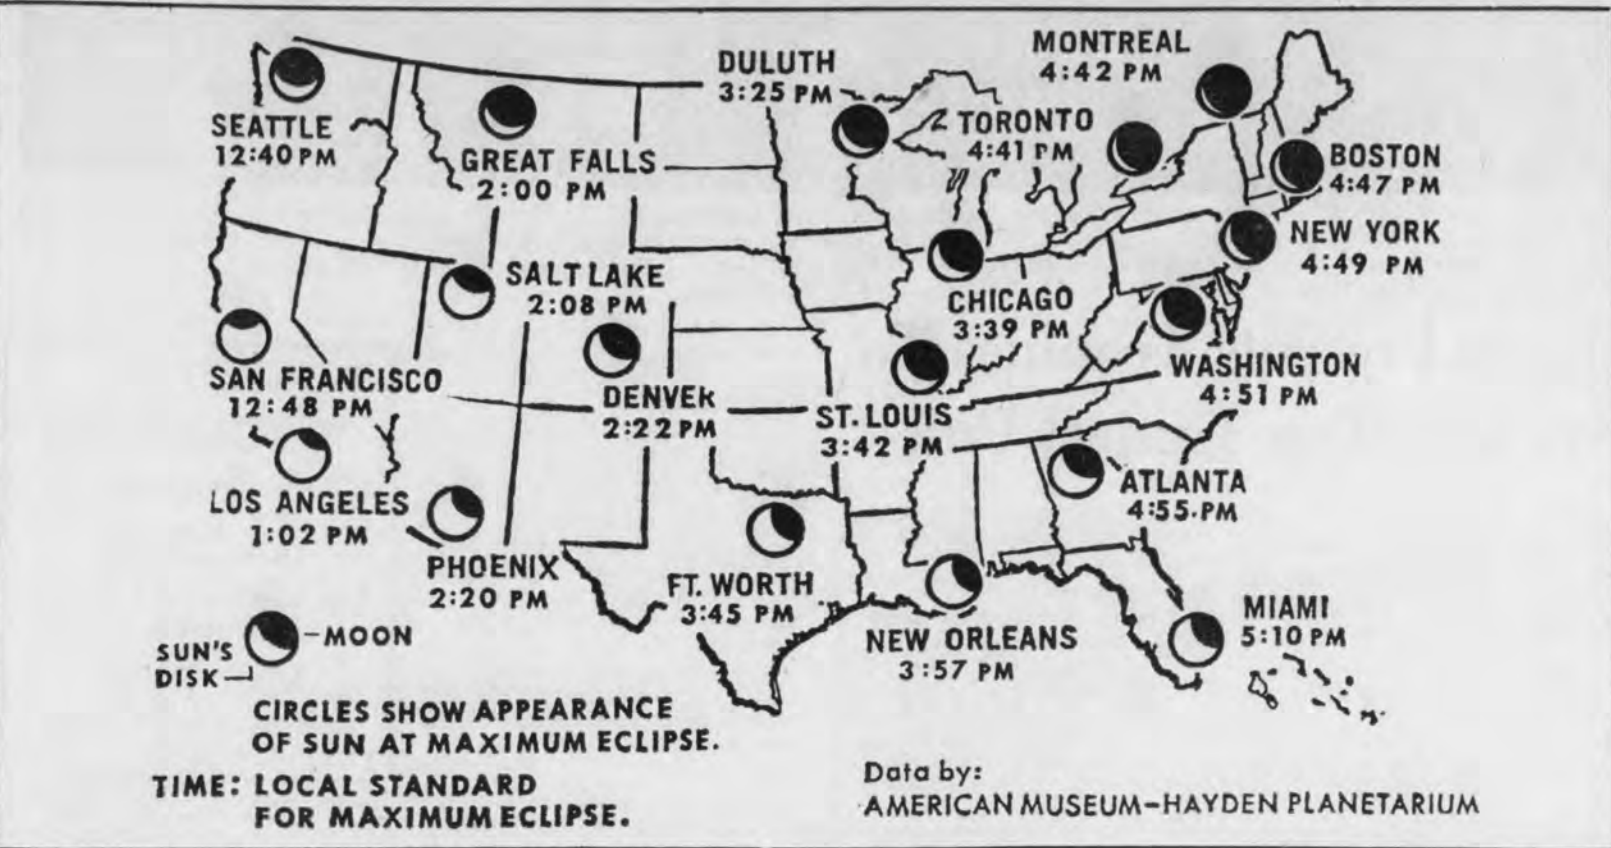 MONTREAL
4:42 PM
DULUTH
3:25 PM
TORONTO
4:41 PM
SEATTLE
12:40 PM
GREAT FALLS
2:00 PM
BOSTON
4:47 PM
NEW YORK
4:49 PM
SALT LAKE
2:08 PM
CHICAGO
3:39 PM
WASHINGTON
4:51 PM
SAN FRANCISCO
12:48 PM
DENVER
2:22 PM
ST. LOUIS
3:42 PM
ATLANTA
4:55 PM
LOS ANGELES
1:02 PM
PHOENIX
2:20 PM
FT. WORTH
3:45 PM
NEW ORLEANS
3:57 PM
MIAMI
5:10 PM
MOON
SUN'S
DISK
CIRCLES SHOW APPEARANCE
OF SUN AT MAXIMUM ECLIPSE.
TIME: LOCAL STANDARD
FOR MAXIMUM ECLIPSE.
Data by:
AMERICAN MUSEUM-HAYDEN PLANETARIUM